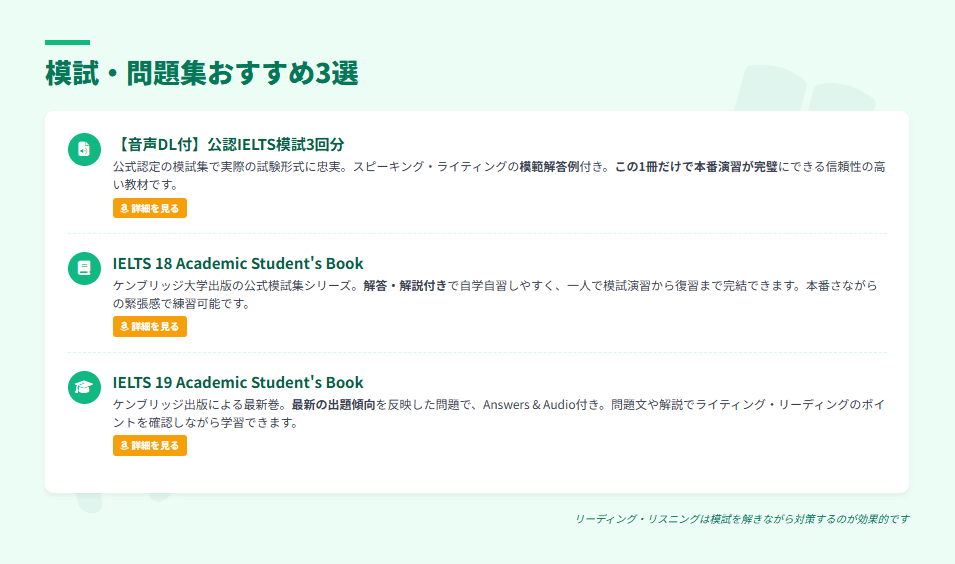 模試・問題集おすすめ3選
【音声DL付】公認IELTS模試3回分
公式認定の模試集で実際の試験形式に忠実。スピーキング・ライティングの模範解答例付き。この1冊だけで本番演習が完璧にできる信頼性の高
い教材です。
詳細を見る
IELTS 18 Academic Student's Book
ケンブリッジ大学出版の公式模試集シリーズ。解答・解説付きで自学自習しやすく、一人で模試演習から復習まで完結できます。本番さながら
の緊張感で練習可能です。
詳細を見る
IELTS 19 Academic Student's Book
ケンブリッジ出版による最新巻。最新の出題傾向を反映した問題で、Answers & Audio付き。問題文や解説でライティング・リーディングのポイ
ントを確認しながら学習できます。
詳細を見る
リーディング・リスニングは模試を解きながら対策するのが効果的です